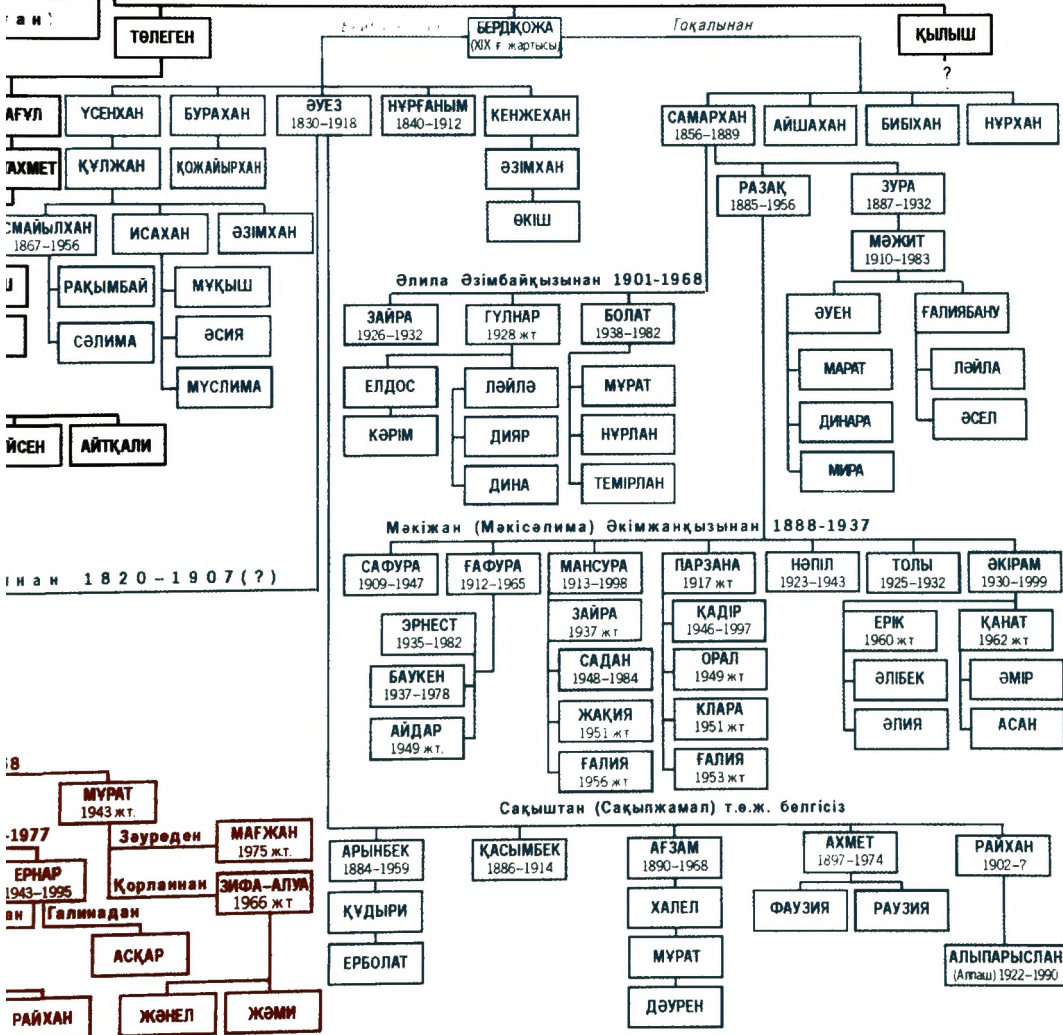 ТӨЛЕГЕН
БЕРДІҚОЖА
(XIX ғ жартысы)
Тоқалынан
ҚЫЛЫШ
?
ҮСЕНХАН
БУРАХАН
ӘУЕЗ
1830–1918
НҰРҒАНЫМ
1840–1912
КЕНЖЕХАН
САМАРХАН
1856–1889
АЙШАХАН
БИБІХАН
НҰРХАН
ҚҰЛЖАН
ҚОЖАЙЫРХАН
ӘЗІМХАН
ӨКІШ
РАЗАҚ
1885–1956
ЗУРА
1887–1932
СМАЙЫЛХАН
1867–1956
ИСАХАН
ӘЗІМХАН
МӘЖИТ
1910–1983
РАҚЫМБАЙ
СӘЛИМА
МҰҚЫШ
ӘСИЯ
МҮСЛИМА
Әлила Әзімбайқызынан 1901-1968
ЗАЙРА
1926–1932
ГҮЛНАР
1928 жт
БОЛАТ
1938–1982
ӘУЕН
ҒАЛИЯБАНУ
ЕЛДОС
КӘРІМ
ЛӘЙЛӘ
ДИЯР
ДИНА
МҰРАТ
НҰРЛАН
ТЕМІРЛАН
МАРАТ
ДИНАРА
МИРА
ЛӘЙЛА
ӘСЕЛ
ЙСЕН
АЙТҚАЛИ
Мәкіжан (Мәкісәлима) Әкімжанқызынан 1888-1937
ннан 1820–1907(?)
САФУРА
1909–1947
ҒАФУРА
1912–1965
МАНСУРА
1913–1998
ПАРЗАНА
1917 жт
НӘПІЛ
1923–1943
ТОЛЫ
1925–1932
ӘКІРАМ
1930–1999
ЭРНЕСТ
1935–1982
БАУКЕН
1937–1978
АЙДАР
1949 жт.
ЗАЙРА
1937 жт
САДАН
1948–1984
ЖАҚИЯ
1951 жт
ҒАЛИЯ
1956 жт
ҚАДІР
1946–1997
ОРАЛ
1949 жт
КЛАРА
1951 жт
ҒАЛИЯ
1953 жт
ЕРІК
1960 жт
ӘЛІБЕК
ӘЛИЯ
ҚАНАТ
1962 жт
ӘМІР
АСАН
Сақыштан (Сақыпжамал) т.ө.ж. белгісіз
МҰРАТ
1943 жт.
-1977
Зәуреден
МАҒЖАН
1975 жт.
ЕРНАР
1943–1995
Қорланнан
ЗИФА–АЛУА
1966 жт
Галинадан
АСҚАР
РАЙХАН
ЖӘНЕЛ
ЖӘМИ
АРЫНБЕК
1884–1959
ҚАСЫМБЕК
1886–1914
АҒЗАМ
1890–1968
АХМЕТ
1897–1974
РАЙХАН
1902–?
ҚҰДЫРИ
ЕРБОЛАТ
ХАЛЕЛ
МҰРАТ
ДӘУРЕН
ФАУЗИЯ
РАУЗИЯ
АЛЫПАРЫСЛАН
(Алпаш) 1922–1990